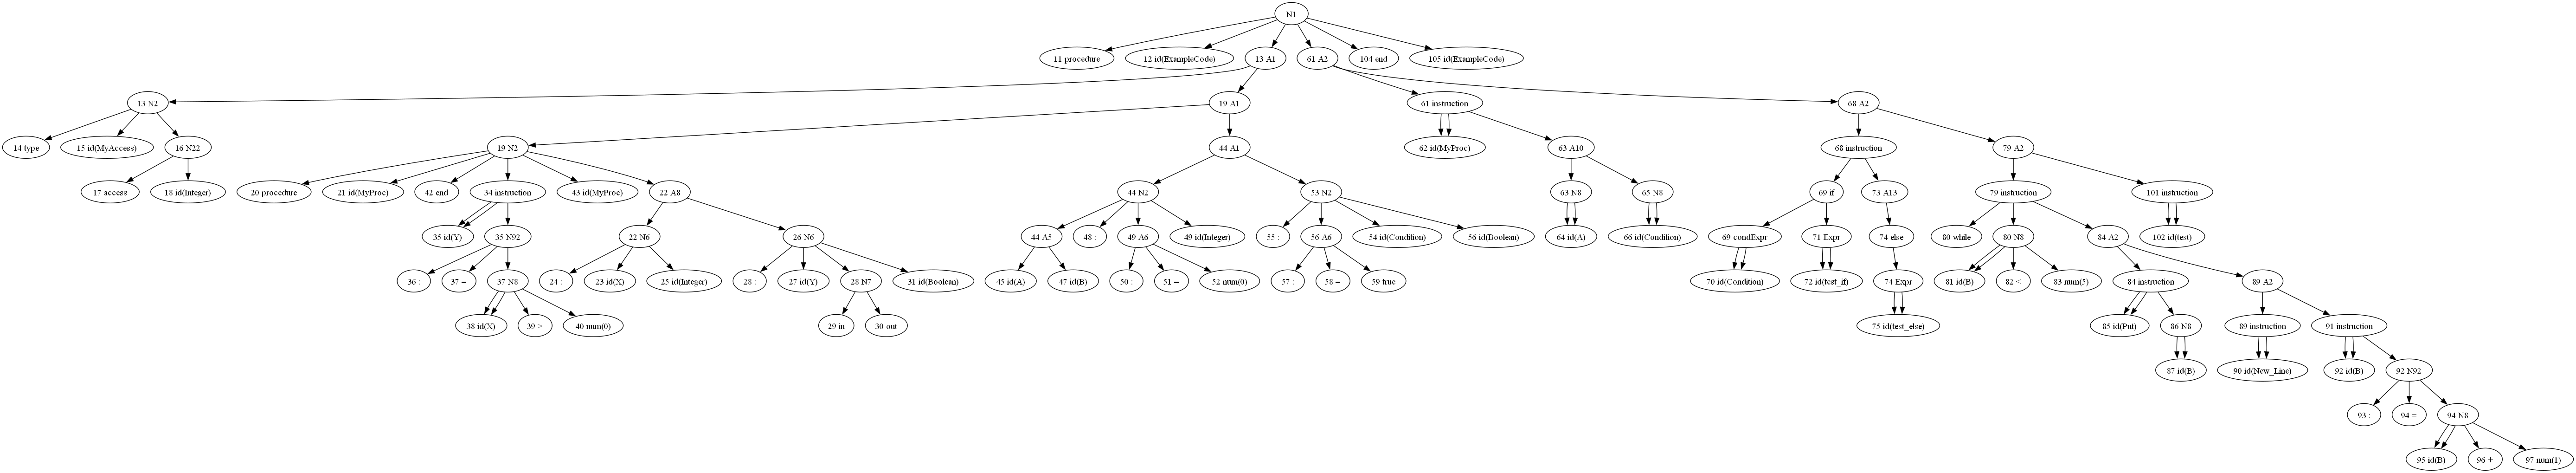 N1
11 procedure
12 id(ExampleCode)
13 A1
61 A2
104 end
105 id(ExampleCode)
13 N2
19 A1
61 instruction
68 A2
14 type
15 id(MyAccess)
16 N22
19 N2
44 A1
62 id(MyProc)
63 A10
68 instruction
79 A2
17 access
18 id(Integer)
20 procedure
21 id(MyProc)
42 end
34 instruction
43 id(MyProc)
22 A8
44 N2
53 N2
63 N8
65 N8
69 if
73 A13
79 instruction
101 instruction
35 id(Y)
35 N92
22 N6
26 N6
44 A5
48 :
49 A6
49 id(Integer)
55 :
56 A6
54 id(Condition)
56 id(Boolean)
64 id(A)
66 id(Condition)
69 condExpr
71 Expr
74 else
80 while
80 N8
84 A2
102 id(test)
36 :
37 =
37 N8
24 :
23 id(X)
25 id(Integer)
28 :
27 id(Y)
28 N7
31 id(Boolean)
45 id(A)
47 id(B)
50 :
51 =
52 num(0)
57 :
58 =
59 true
70 id(Condition)
72 id(test_if)
74 Expr
81 id(B)
82 <
83 num(5)
84 instruction
89 A2
38 id(X)
39 >
40 num(0)
29 in
30 out
75 id(test_else)
85 id(Put)
86 N8
89 instruction
91 instruction
87 id(B)
90 id(New_Line)
92 id(B)
92 N92
93 :
94 =
94 N8
95 id(B)
96 +
97 num(1)